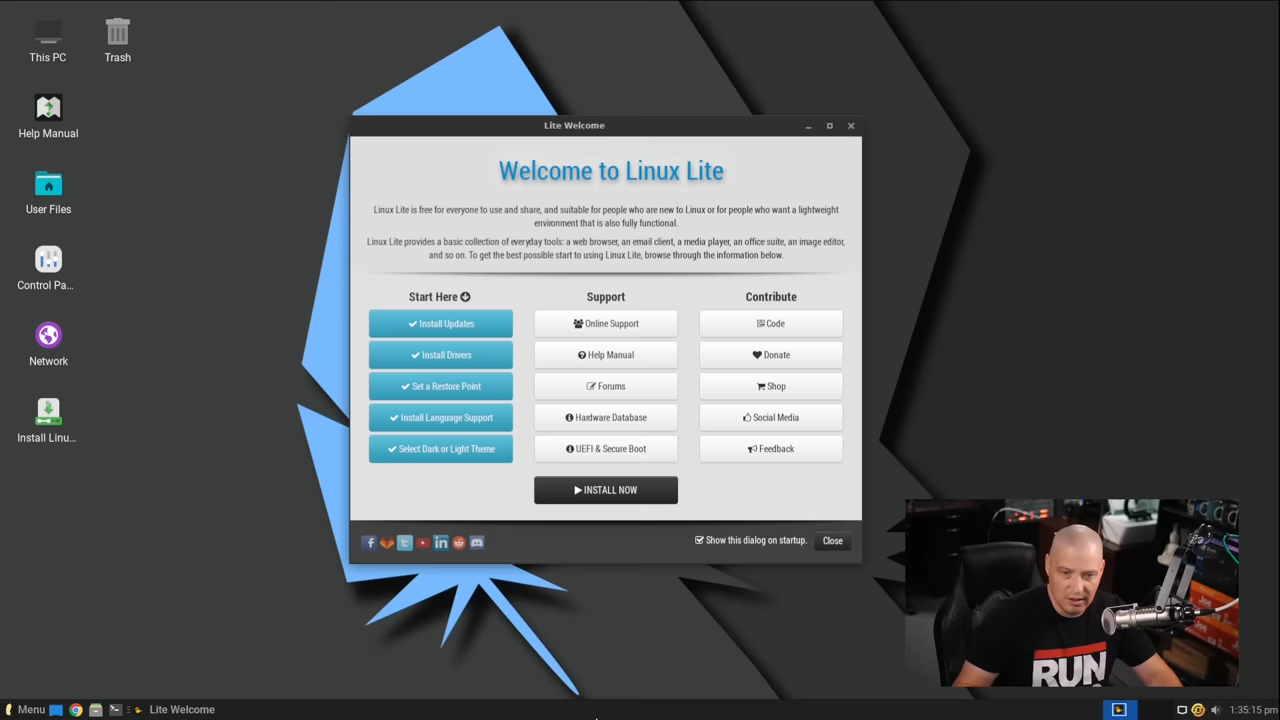 This PC
Trash
Help Manual
User Files
Control Pa...
Network
Install Linu...
Lite Welcome
Welcome to Linux Lite
Linux Lite is free for everyone to use and share, and suitable for people who are new to Linux or for people who want a lightweight
environment that is also fully functional.
Linux Lite provides a basic collection of everyday tools: a web browser, an email client, a media player, an office suite, an image editor,
and so on. To get the best possible start to using Linux Lite, browse through the information below.
Start Here
Install Updates
Install Drivers
Set a Restore Point
Install Language Support
Select Dark or Light Theme
Support
Online Support
Help Manual
Forums
Hardware Database
UEFI & Secure Boot
Contribute
Code
Donate
Shop
Social Media
Feedback
INSTALL NOW
Show this dialog on startup.
Close
RUN
Menu
Lite Welcome
1:35:15 pm